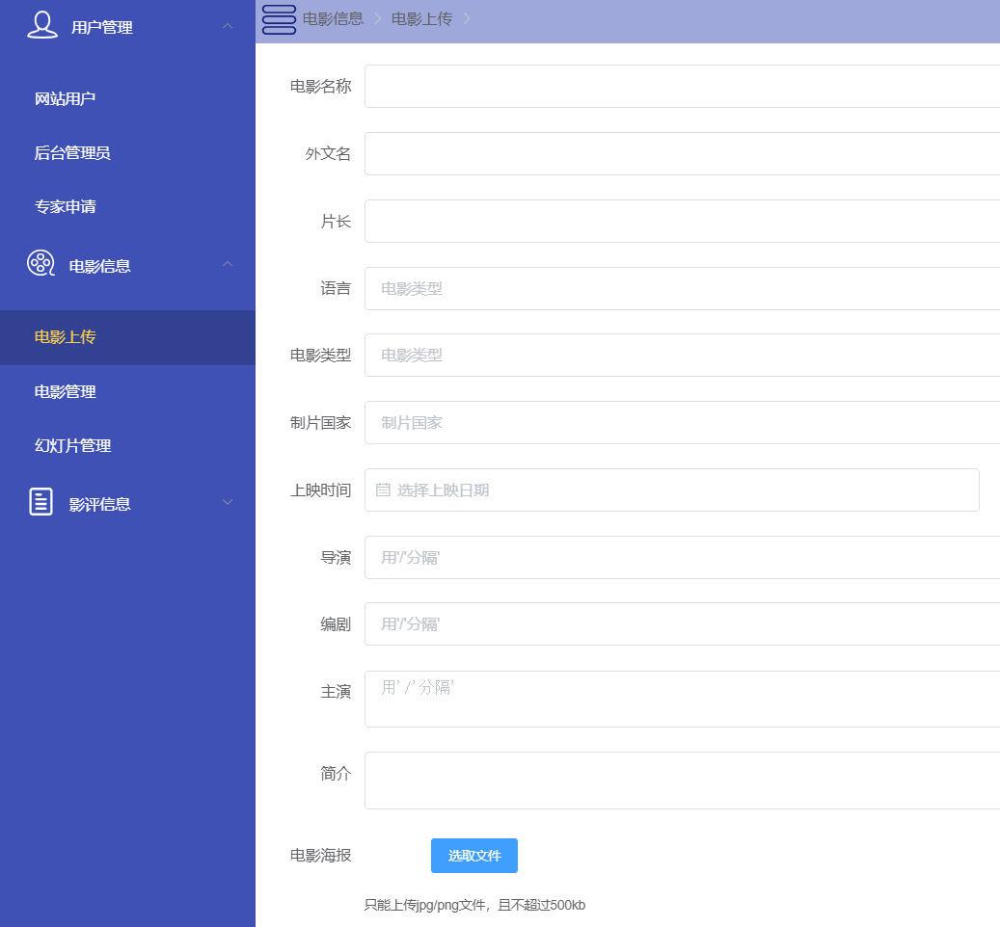 用户管理
网站用户
后台管理员
专家申请
电影信息
电影上传
电影管理
幻灯片管理
影评信息
电影信息 电影上传
电影名称
外文名
片长
语言 电影类型
电影类型 电影类型
制片国家 制片国家
上映时间 选择上映日期
导演 用'/'分隔'
编剧 用'/'分隔'
主演 用'/'分隔'
简介
电影海报 选取文件
只能上传jpg/png文件，且不超过500kb